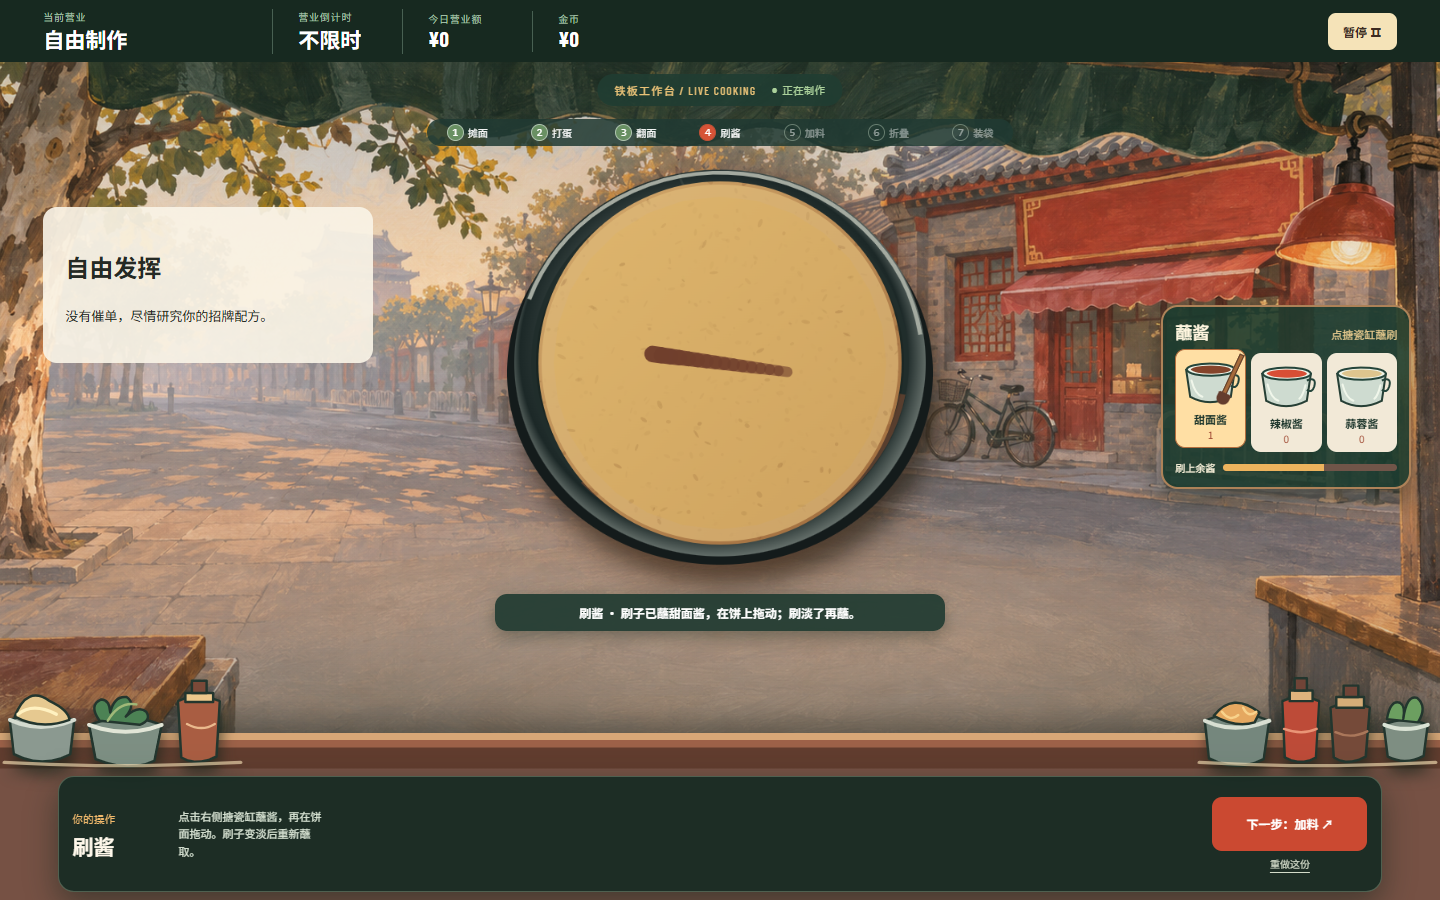 当前营业
自由制作
营业倒计时
不限时
今日营业额
¥0
金币
¥0
暂停
铁板工作台 / LIVE COOKING
正在制作
1 摊面
2 打蛋
3 翻面
4 刷酱
5 加料
6 折叠
7 装袋
自由发挥
没有催单，尽情研究你的招牌配方。
蘸酱
点搪瓷缸蘸刷
甜面酱
1
辣椒酱
0
蒜蓉酱
0
刷上余酱
刷酱 · 刷子已蘸甜面酱，在饼上拖动；刷淡了再蘸。
你的操作
刷酱
点击右侧搪瓷缸蘸酱，再在饼
面拖动。刷子变淡后重新蘸
取。
下一步：加料 ↗
重做这份